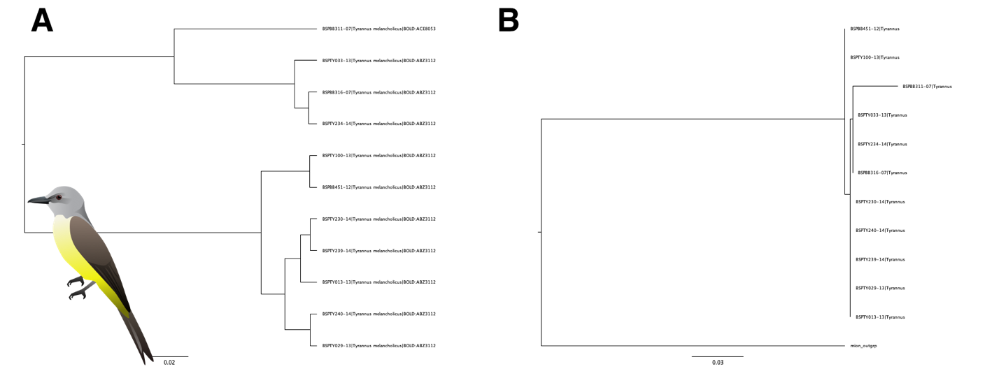 A
BSPBB311-07|Tyrannus melancholicus|BOLD:ACE8053
BSPTY033-13|Tyrannus melancholicus|BOLD:ABZ3112
BSPBB316-07|Tyrannus melancholicus|BOLD:ABZ3112
BSPTY234-14|Tyrannus melancholicus|BOLD:ABZ3112
BSPTY100-13|Tyrannus melancholicus|BOLD:ABZ3112
BSPBB451-12|Tyrannus melancholicus|BOLD:ABZ3112
BSPTY230-14|Tyrannus melancholicus|BOLD:ABZ3112
BSPTY239-14|Tyrannus melancholicus|BOLD:ABZ3112
BSPTY013-13|Tyrannus melancholicus|BOLD:ABZ3112
BSPTY240-14|Tyrannus melancholicus|BOLD:ABZ3112
BSPTY029-13|Tyrannus melancholicus|BOLD:ABZ3112
0.02
B
BSPBB451-12|Tyrannus
BSPTY100-13|Tyrannus
BSPBB311-07|Tyrannus
BSPTY033-13|Tyrannus
BSPTY234-14|Tyrannus
BSPBB316-07|Tyrannus
BSPTY230-14|Tyrannus
BSPTY240-14|Tyrannus
BSPTY239-14|Tyrannus
BSPTY029-13|Tyrannus
BSPTY013-13|Tyrannus
mion_outgrp
0.03